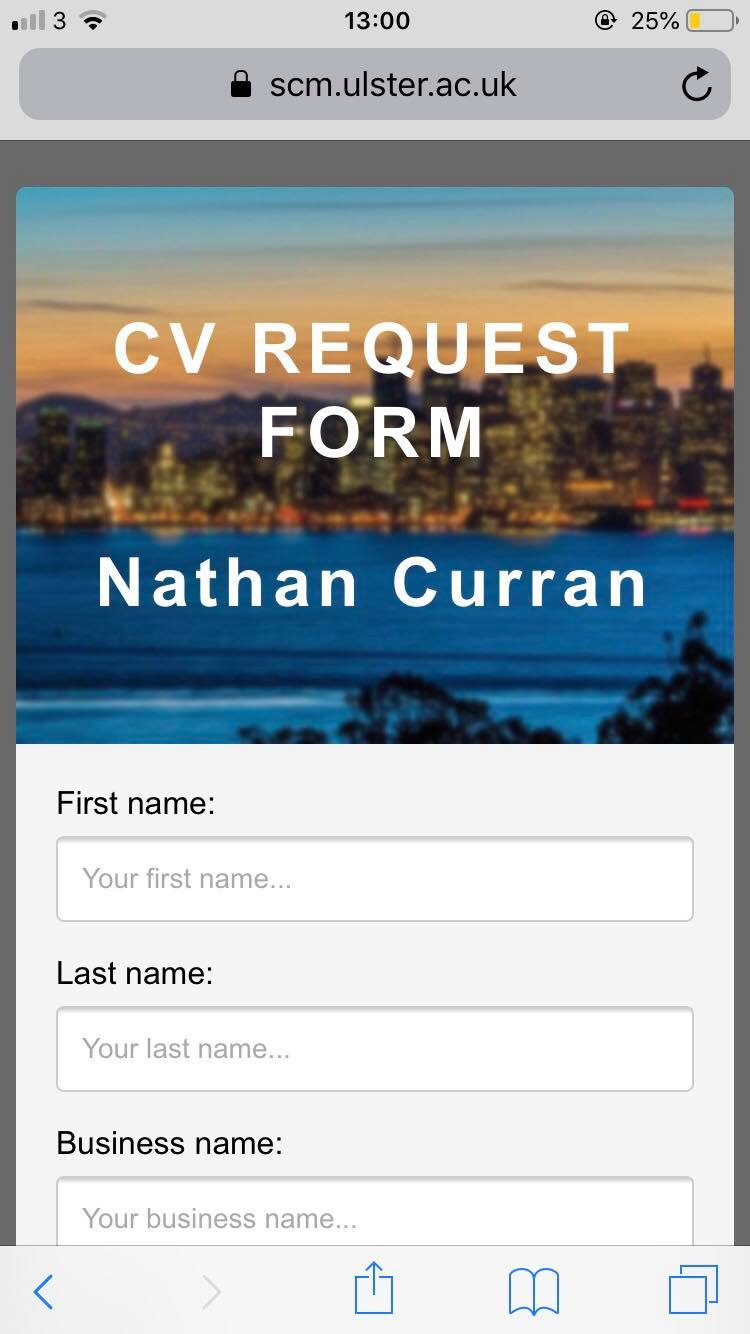 3 13:00 25%
scm.ulster.ac.uk
CV REQUEST
FORM
Nathan Curran
First name:
Your first name...
Last name:
Your last name...
Business name:
Your business name...